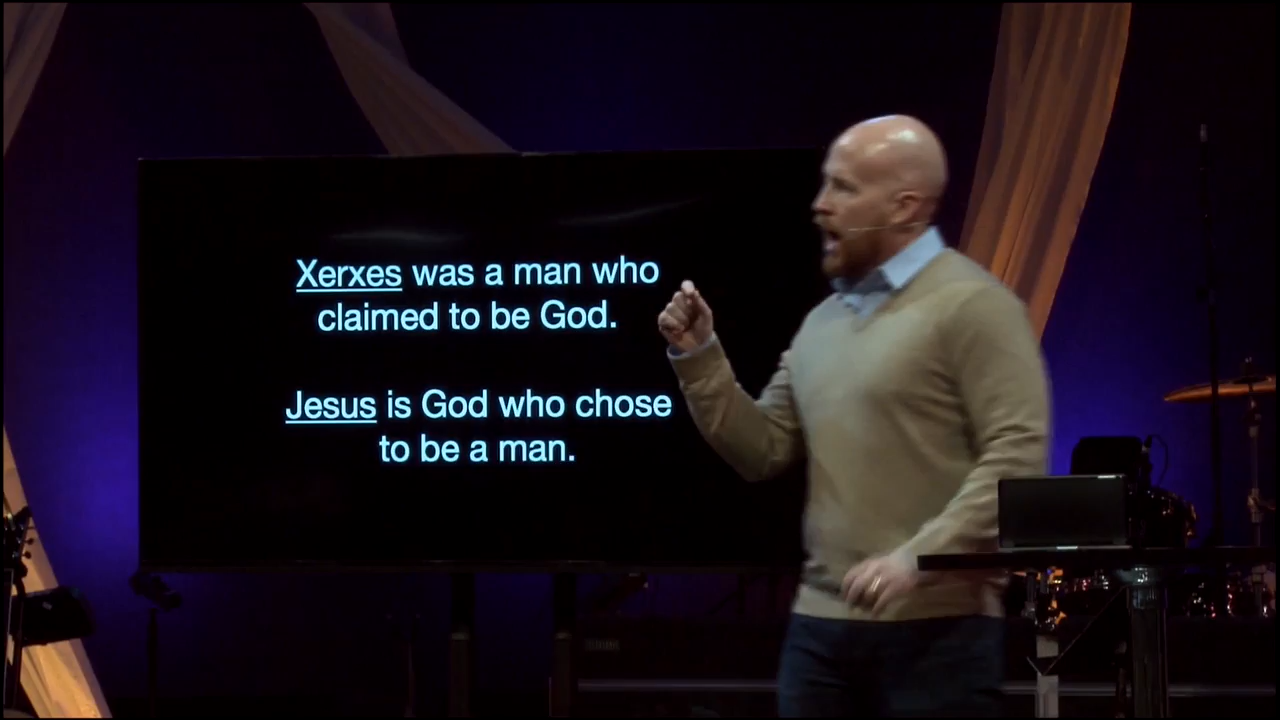 Xerxes was a man who
claimed to be God.
Jesus is God who chose
to be a man.